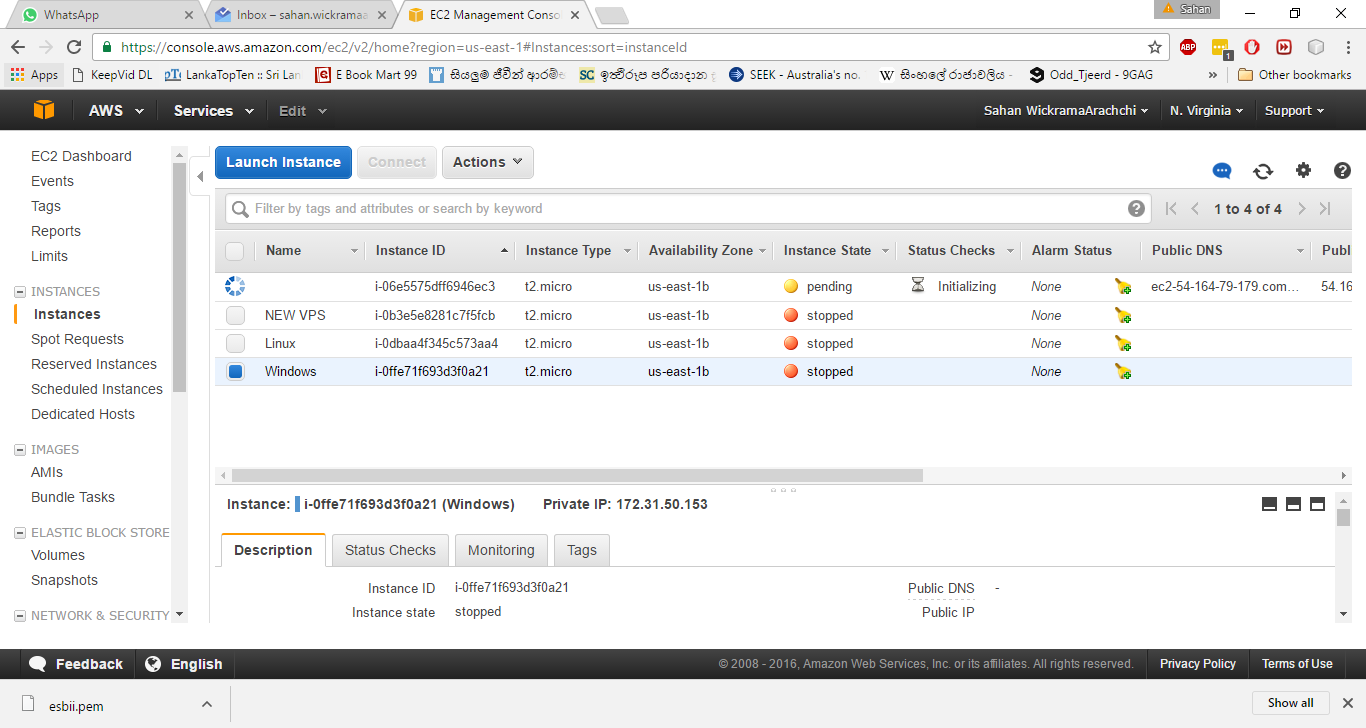 WhatsApp
Inbox – sahan.wickramaa
EC2 Management Conso
Sahan
https://console.aws.amazon.com/ec2/v2/home?region=us-east-1#Instances:sort=instanceId
ABP
1
Apps
KeepVid DL
LankaTopTen :: Sri Lan
E Book Mart 99
සියලුම ජීවීන් ආරම්භ
SC
SEEK - Australia's no.
W
සිංහලේ රාජාවලිය -
Odd_Tjeerd - 9GAG
»
Other bookmarks
AWS
Services
Edit
Sahan WickramaArachchi
N. Virginia
Support
EC2 Dashboard
Events
Tags
Reports
Limits
INSTANCES
Instances
Spot Requests
Reserved Instances
Scheduled Instances
Dedicated Hosts
IMAGES
AMIs
Bundle Tasks
ELASTIC BLOCK STORE
Volumes
Snapshots
NETWORK & SECURITY
Launch Instance Connect Actions
Filter by tags and attributes or search by keyword
1 to 4 of 4
Name Instance ID Instance Type Availability Zone Instance State Status Checks Alarm Status Public DNS Publ
i-06e5575dff6946ec3 t2.micro us-east-1b pending Initializing None ec2-54-164-79-179.com... 54.16
NEW VPS i-0b3e5e8281c7f5fcb t2.micro us-east-1b stopped None
Linux i-0dbaa4f345c573aa4 t2.micro us-east-1b stopped None
Windows i-0ffe71f693d3f0a21 t2.micro us-east-1b stopped None
Instance: i-0ffe71f693d3f0a21 (Windows) Private IP: 172.31.50.153
Description Status Checks Monitoring Tags
Instance ID i-0ffe71f693d3f0a21 Public DNS -
Instance state stopped Public IP
Feedback English
© 2008 - 2016, Amazon Web Services, Inc. or its affiliates. All rights reserved.
Privacy Policy Terms of Use
esbii.pem
Show all